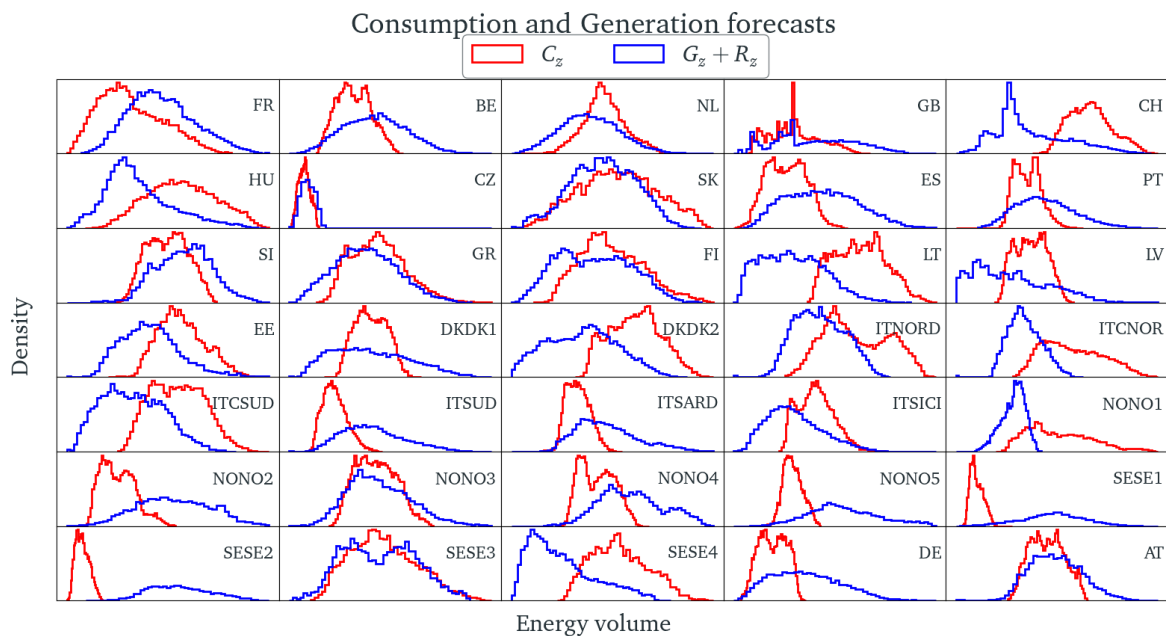 Consumption and Generation forecasts
C_z G_z + R_z
FR BE NL GB CH
HU CZ SK ES PT
SI GR FI LT LV
EE DKDK1 DKDK2 ITNORD ITCNOR
ITCSUD ITSUD ITSARD ITSICI NONO1
NONO2 NONO3 NONO4 NONO5 SESE1
SESE2 SESE3 SESE4 DE AT
Density
Energy volume